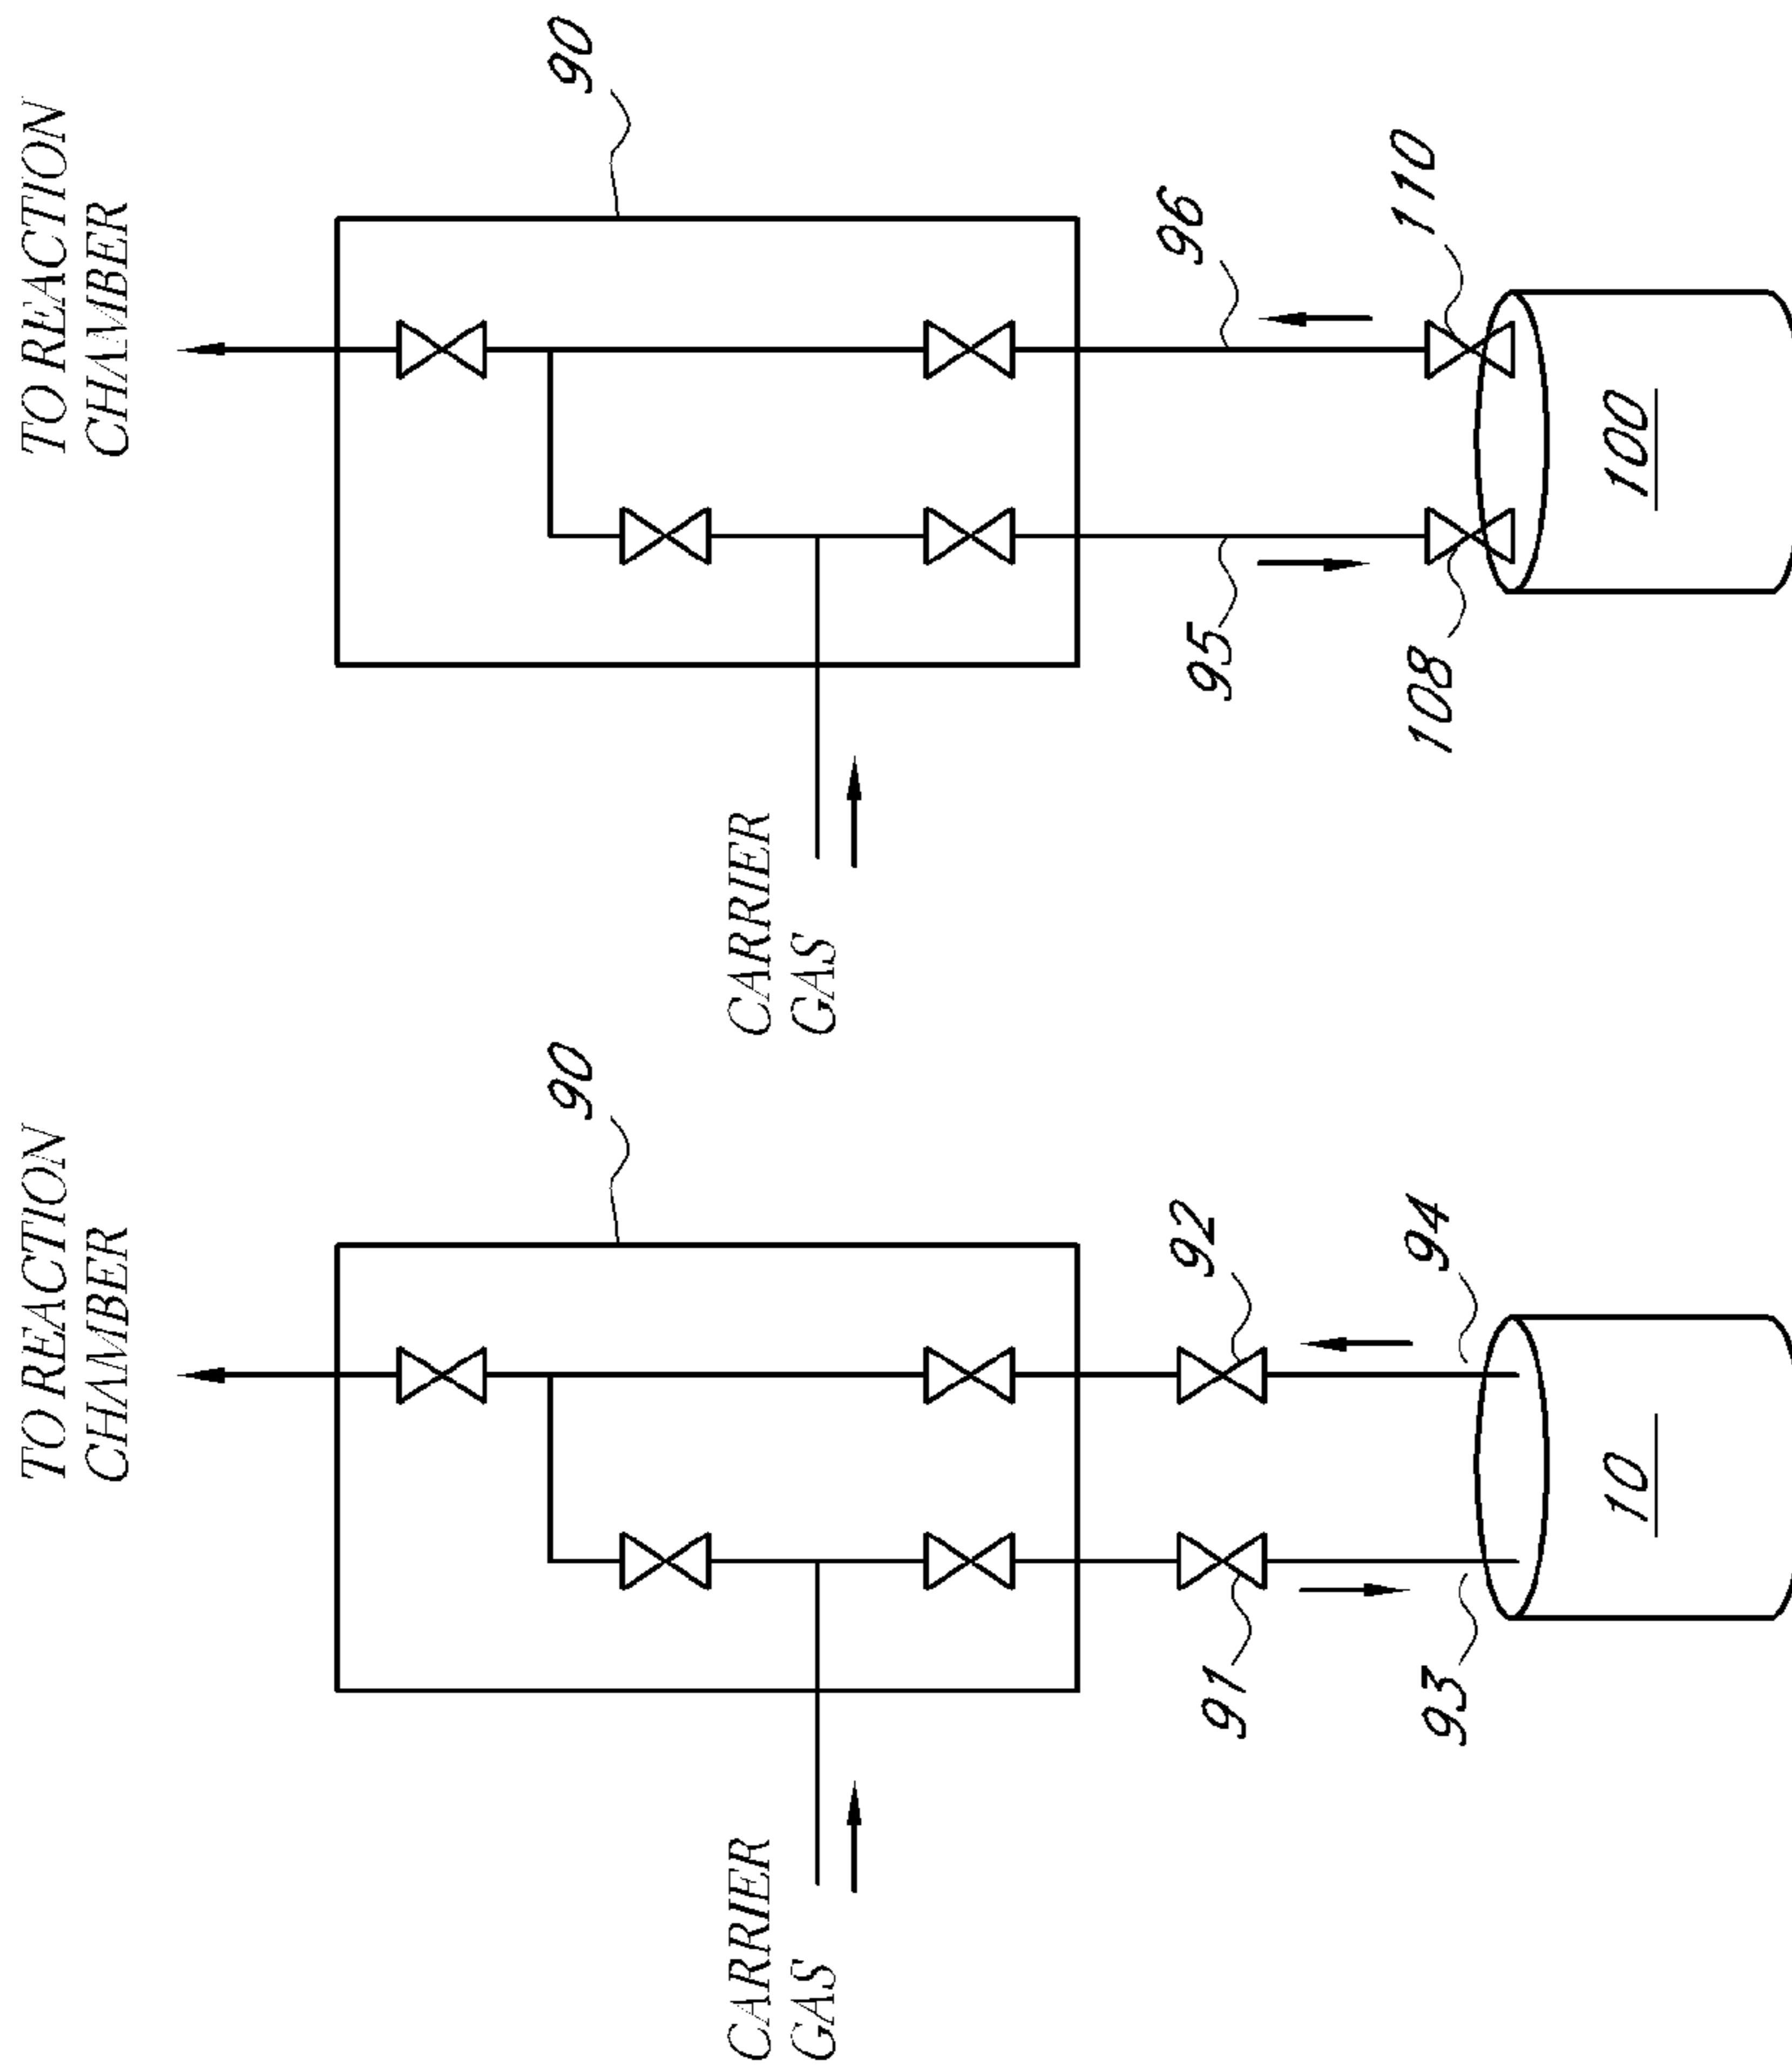 TO REACTION
CHAMBER
90
CARRIER
GAS
92
91
94
93
10
TO REACTION
CHAMBER
90
CARRIER
GAS
96
95
110
108
100